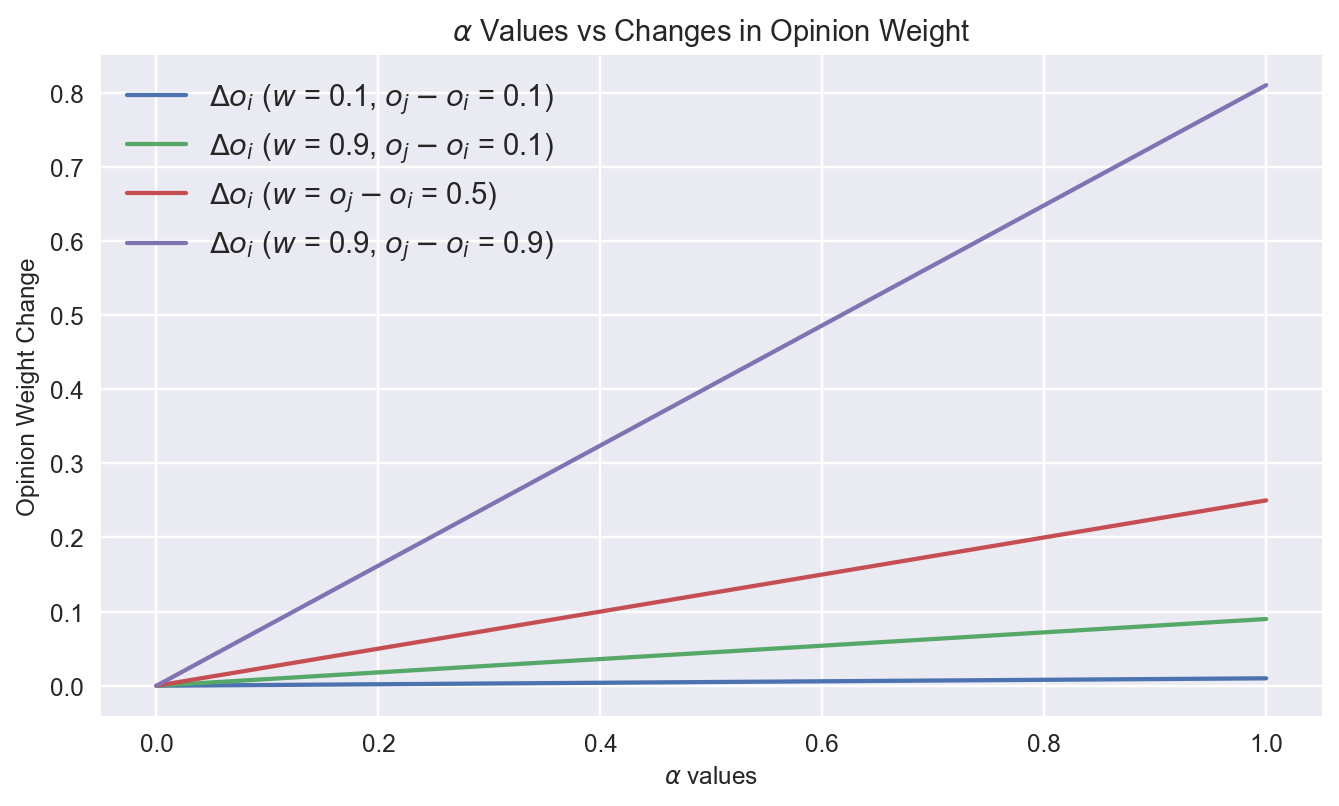 α Values vs Changes in Opinion Weight
Δoᵢ (w = 0.1, oⱼ − oᵢ = 0.1)
Δoᵢ (w = 0.9, oⱼ − oᵢ = 0.1)
Δoᵢ (w = oⱼ − oᵢ = 0.5)
Δoᵢ (w = 0.9, oⱼ − oᵢ = 0.9)
Opinion Weight Change
0.8
0.7
0.6
0.5
0.4
0.3
0.2
0.1
0.0
0.0 0.2 0.4 0.6 0.8 1.0
α values